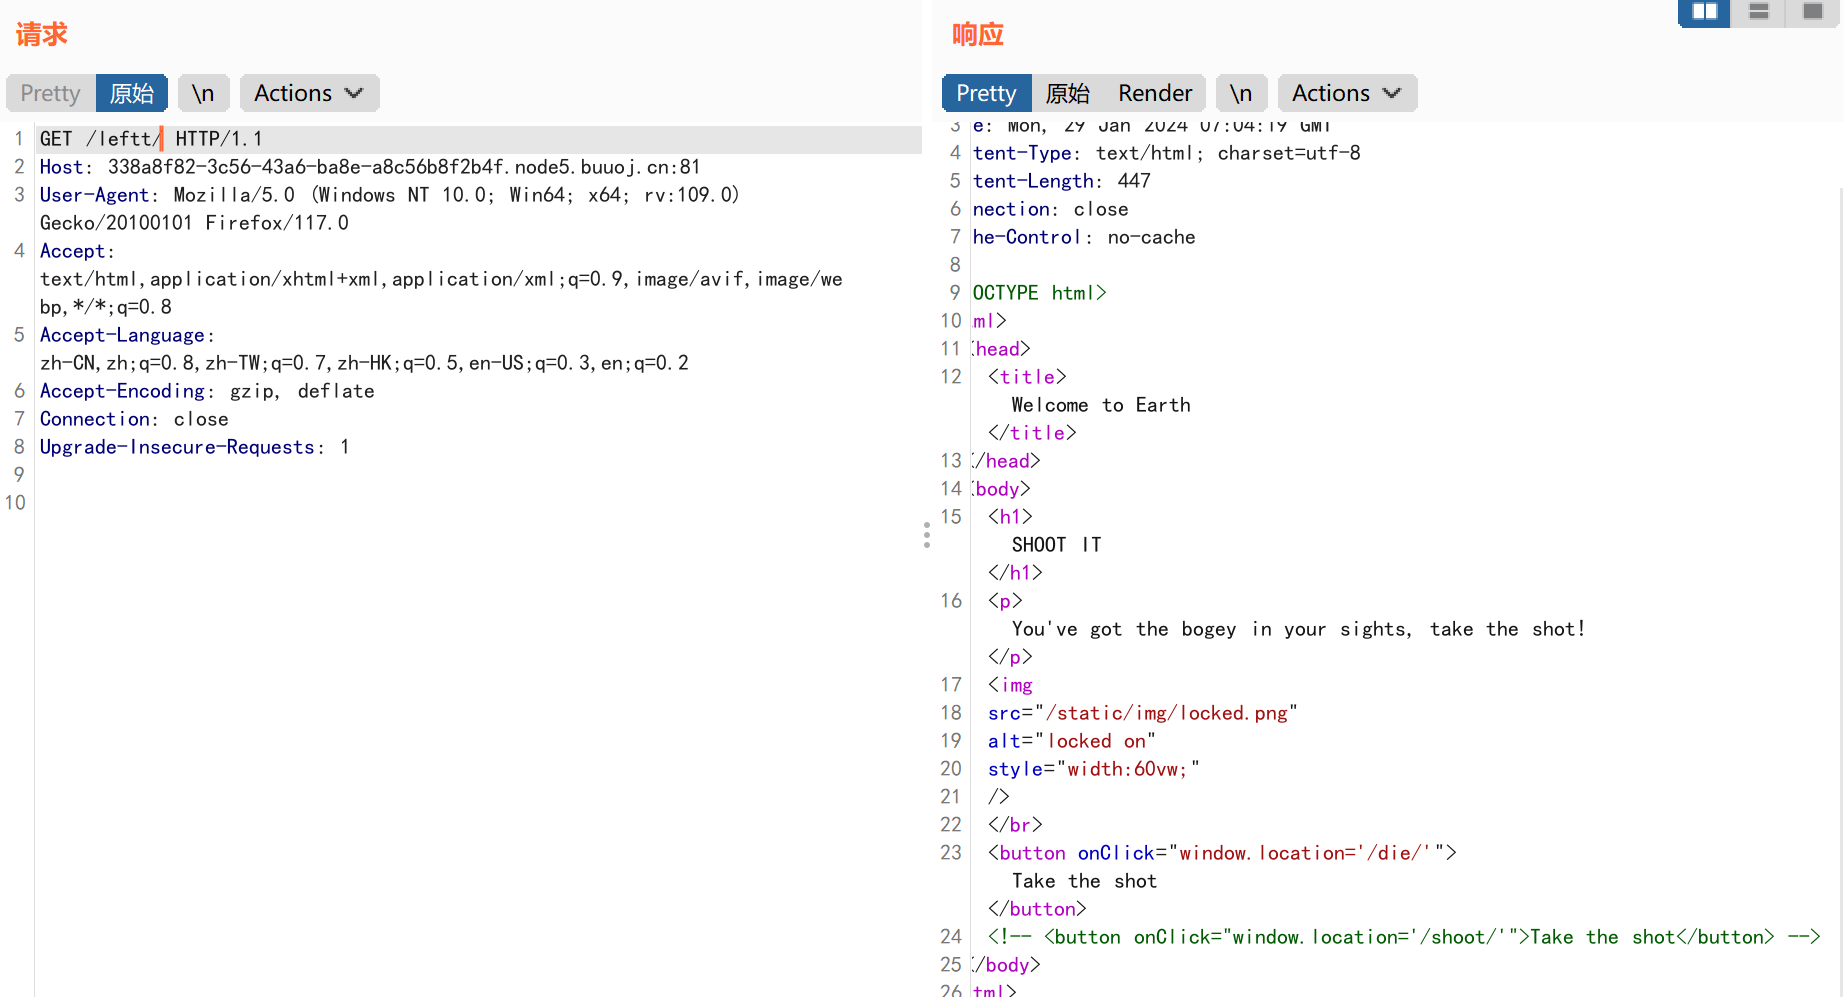 请求
Pretty 原始 \n Actions
1 GET /leftt/ HTTP/1.1
2 Host: 338a8f82-3c56-43a6-ba8e-a8c56b8f2b4f.node5.buuoj.cn:81
3 User-Agent: Mozilla/5.0 (Windows NT 10.0; Win64; x64; rv:109.0)
Gecko/20100101 Firefox/117.0
4 Accept:
text/html,application/xhtml+xml,application/xml;q=0.9,image/avif,image/we
bp,*/*;q=0.8
5 Accept-Language:
zh-CN,zh;q=0.8,zh-TW;q=0.7,zh-HK;q=0.5,en-US;q=0.3,en;q=0.2
6 Accept-Encoding: gzip, deflate
7 Connection: close
8 Upgrade-Insecure-Requests: 1
9
10
响应
Pretty 原始 Render \n Actions
3 e: Mon, 29 Jan 2024 07:04:19 GMT
4 tent-Type: text/html; charset=utf-8
5 tent-Length: 447
6 nection: close
7 he-Control: no-cache
8
9 OCTYPE html>
10 ml>
11 <head>
12 <title>
Welcome to Earth
</title>
13 </head>
14 <body>
15 <h1>
SHOOT IT
</h1>
16 <p>
You've got the bogey in your sights, take the shot!
</p>
17 <img
18 src="/static/img/locked.png"
19 alt="locked on"
20 style="width:60vw;"
21 />
22 </br>
23 <button onClick="window.location='/die/'">
Take the shot
</button>
24 <!-- <button onClick="window.location='/shoot/'">Take the shot</button> -->
25 </body>
26 tml>